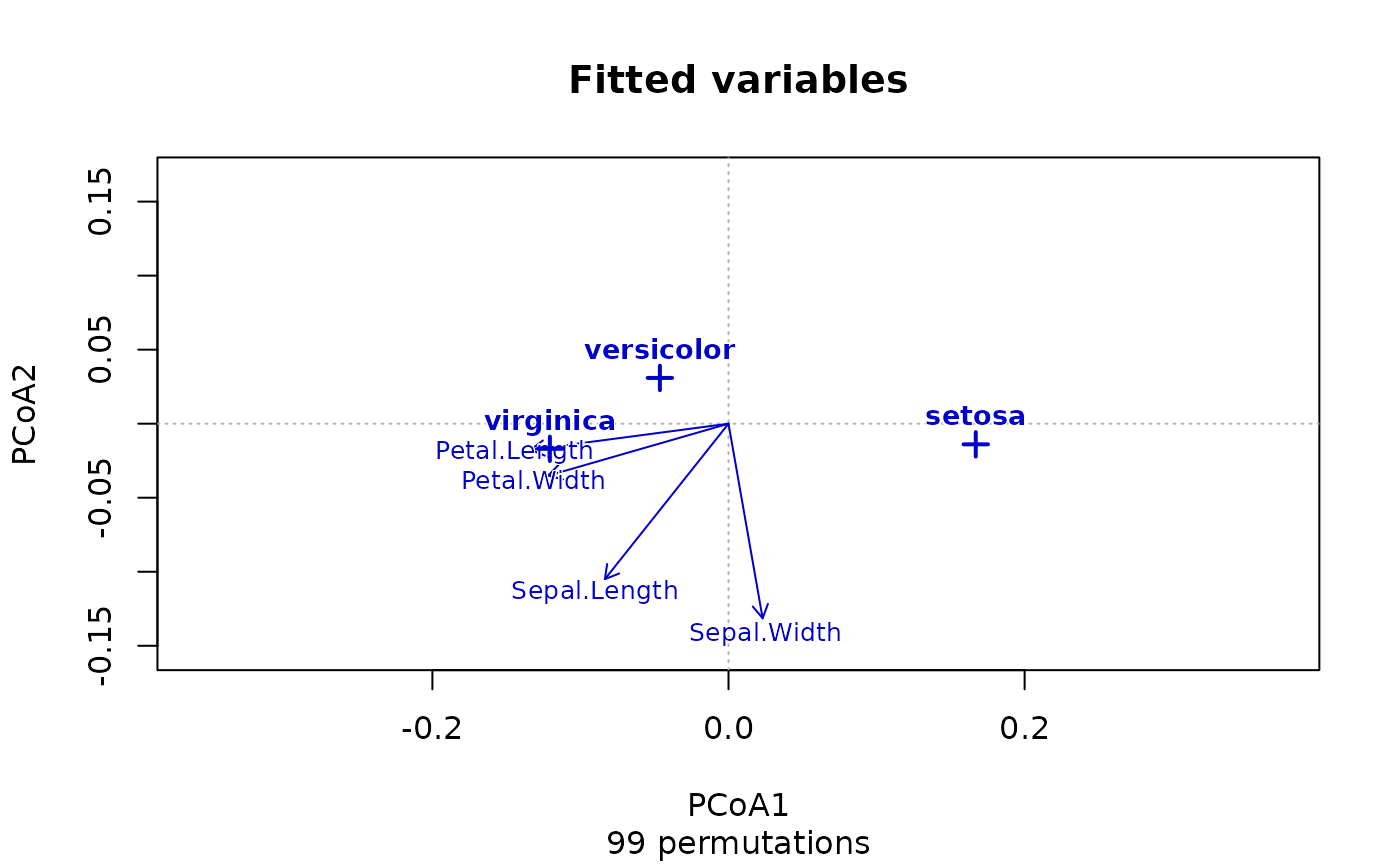 Fitted variables
0.15
0.05
-0.05
-0.15
PCoA2
versicolor
setosa
virginica
Petal.Length
Petal.Width
Sepal.Length
Sepal.Width
-0.2
0.0
0.2
PCoA1
99 permutations